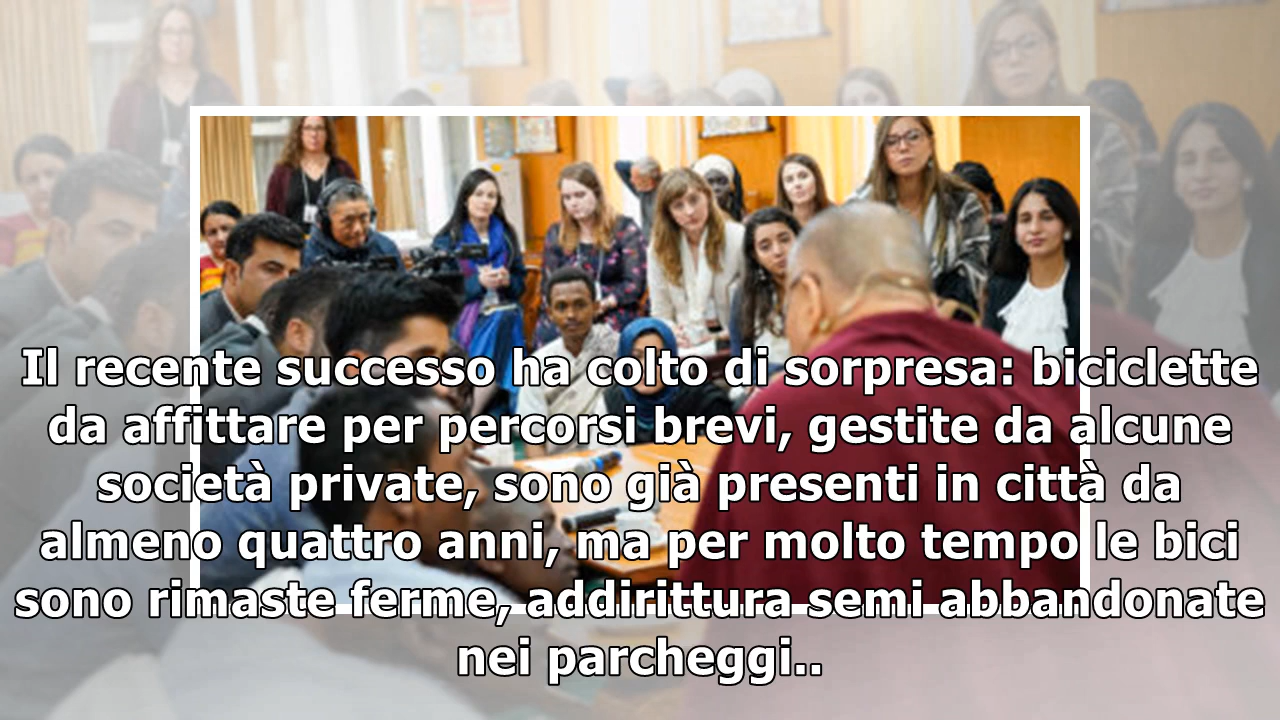 Il recente successo ha colto di sorpresa: biciclette
da affittare per percorsi brevi, gestite da alcune
società private, sono già presenti in città da
almeno quattro anni, ma per molto tempo le bici
sono rimaste ferme, addirittura semi abbandonate
nei parcheggi..